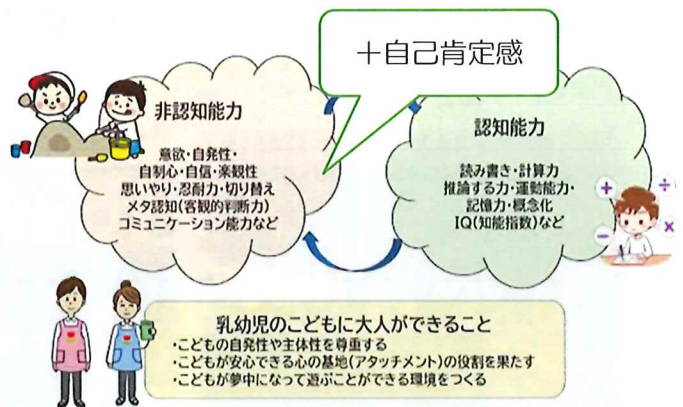 ＋自己肯定感
非認知能力
意欲・自発性・
自制心・自信・楽観性
思いやり・忍耐力・切り替え
メタ認知(客観的判断力)
コミュニケーション能力など
認知能力
読み書き・計算力
推論する力・運動能力・
記憶力・概念化
IQ(知能指数)など
＋
÷
－
×
乳幼児のこどもに大人ができること
・こどもの自発性や主体性を尊重する
・こどもが安心できる心の基地(アタッチメント)の役割を果たす
・こどもが夢中になって遊ぶことができる環境をつくる